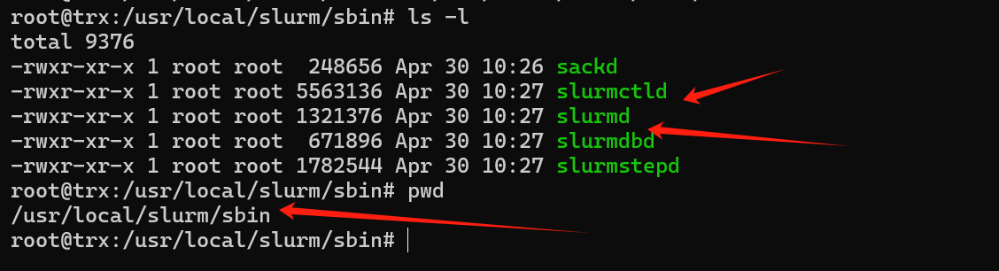 root@trx:/usr/local/slurm/sbin# ls -l
total 9376
-rwxr-xr-x 1 root root  248656 Apr 30 10:26 sackd
-rwxr-xr-x 1 root root 5563136 Apr 30 10:27 slurmctld
-rwxr-xr-x 1 root root 1321376 Apr 30 10:27 slurmd
-rwxr-xr-x 1 root root  671896 Apr 30 10:27 slurmdbd
-rwxr-xr-x 1 root root 1782544 Apr 30 10:27 slurmstepd
root@trx:/usr/local/slurm/sbin# pwd
/usr/local/slurm/sbin
root@trx:/usr/local/slurm/sbin#